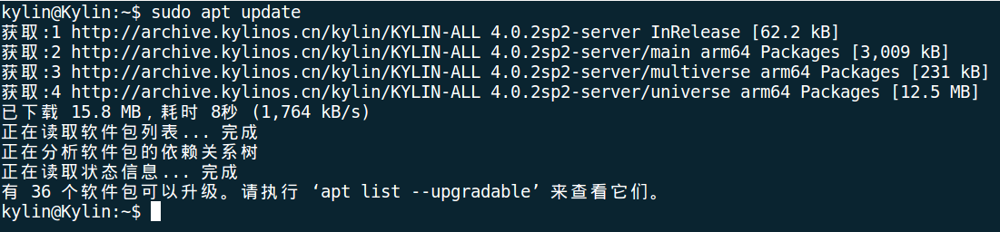 kylin@Kylin:~$ sudo apt update
获取:1 http://archive.kylinos.cn/kylin/KYLIN-ALL 4.0.2sp2-server InRelease [62.2 kB]
获取:2 http://archive.kylinos.cn/kylin/KYLIN-ALL 4.0.2sp2-server/main arm64 Packages [3,009 kB]
获取:3 http://archive.kylinos.cn/kylin/KYLIN-ALL 4.0.2sp2-server/multiverse arm64 Packages [231 kB]
获取:4 http://archive.kylinos.cn/kylin/KYLIN-ALL 4.0.2sp2-server/universe arm64 Packages [12.5 MB]
已下载 15.8 MB，耗时 8秒 (1,764 kB/s)
正在读取软件包列表... 完成
正在分析软件包的依赖关系树
正在读取状态信息... 完成
有 36 个软件包可以升级。请执行 ‘apt list --upgradable’ 来查看它们。
kylin@Kylin:~$